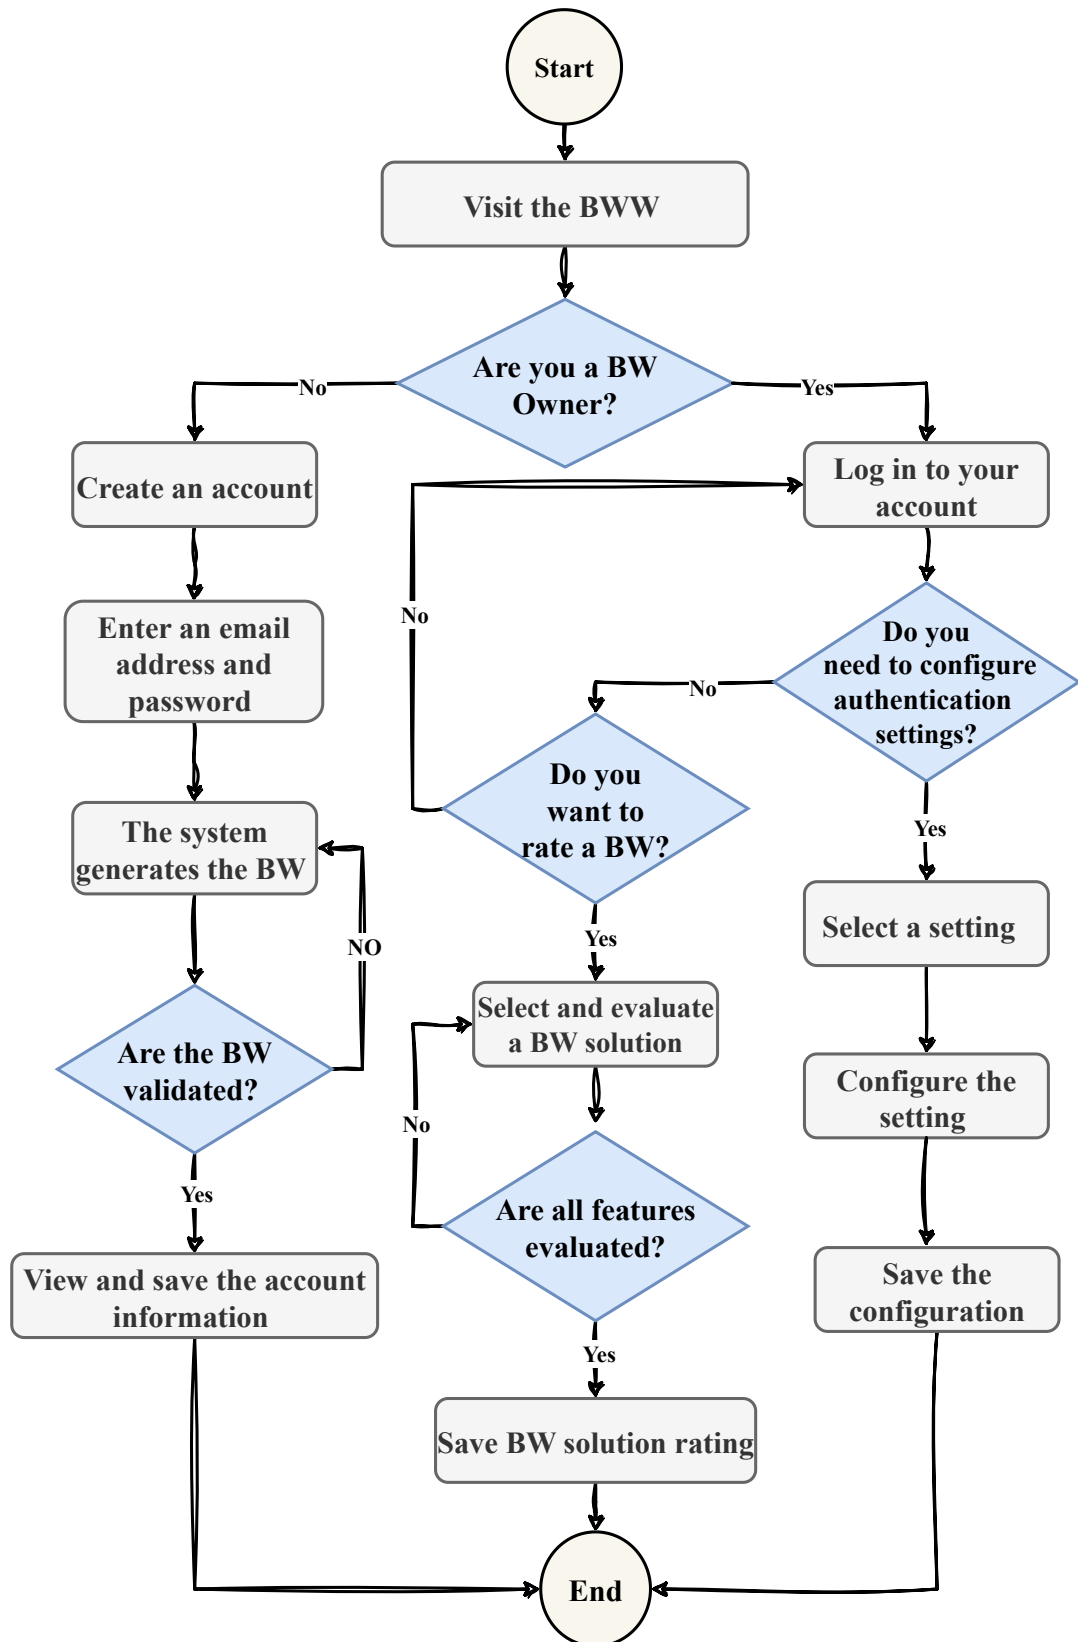 Start
Visit the BWW
Are you a BW
Owner?
No
Yes
Create an account
Log in to your
account
Enter an email
address and
password
No
Do you
need to configure
authentication
settings?
No
Do you
want to
rate a BW?
Yes
The system
generates the BW
NO
Select a setting
Yes
Select and evaluate
a BW solution
Are the BW
validated?
Configure the
setting
No
Yes
Are all features
evaluated?
View and save the account
information
Save the
configuration
Yes
Save BW solution rating
End